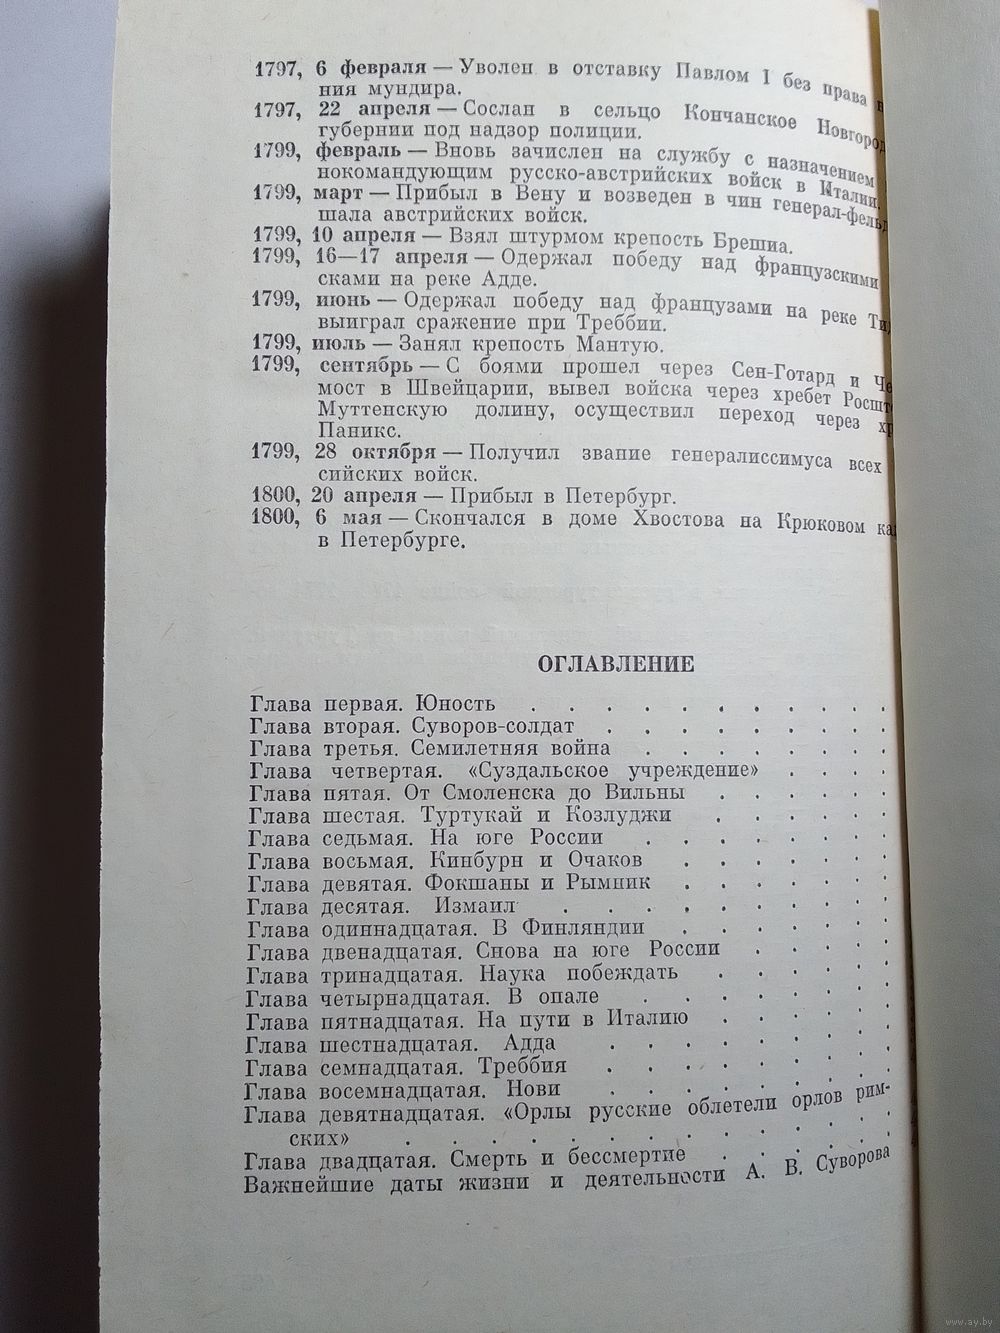 1797, 6 февраля — Уволен в отставку Павлом I без права
ния мундира.
1797, 22 апреля — Сослан в сельцо Кончанское Новгород
губернии под надзор полиции.
1799, февраль — Вновь зачислен на службу с назначением
нокомандующим русско-австрийских войск в Италии.
1799, март — Прибыл в Вену и возведен в чин генерал-фельд
шала австрийских войск.
1799, 10 апреля — Взял штурмом крепость Брешиа.
1799, 16—17 апреля — Одержал победу над французскими
сками на реке Адде.
1799, июнь — Одержал победу над французами на реке Ти
выиграл сражение при Треббии.
1799, июль — Занял крепость Мантую.
1799, сентябрь — С боями прошел через Сен-Готард и Че
мост в Швейцарии, вывел войска через хребет Росшт
Муттенскую долину, осуществил переход через хр
Паникс.
1799, 28 октября — Получил звание генералиссимуса всех
сийских войск.
1800, 20 апреля — Прибыл в Петербург.
1800, 6 мая — Скончался в доме Хвостова на Крюковом ка
в Петербурге.
ОГЛАВЛЕНИЕ
Глава первая. Юность . . . . . . . . . .
Глава вторая. Суворов-солдат . . . . . . . .
Глава третья. Семилетняя война . . . . . . .
Глава четвертая. «Суздальское учреждение» . . .
Глава пятая. От Смоленска до Вильны . . . . .
Глава шестая. Туртукай и Козлуджи . . . . .
Глава седьмая. На юге России . . . . . . .
Глава восьмая. Кинбурн и Очаков . . . . . .
Глава девятая. Фокшаны и Рымник . . . . . .
Глава десятая. Измаил . . . . . . . . .
Глава одиннадцатая. В Финляндии . . . . . .
Глава двенадцатая. Снова на юге России . . . .
Глава тринадцатая. Наука побеждать . . . . .
Глава четырнадцатая. В опале . . . . . . .
Глава пятнадцатая. На пути в Италию . . . . .
Глава шестнадцатая. Адда . . . . . . . .
Глава семнадцатая. Треббия . . . . . . . .
Глава восемнадцатая. Нови . . . . . . . .
Глава девятнадцатая. «Орлы русские облетели орлов рим-
ских» . . . . . . . . . . .
Глава двадцатая. Смерть и бессмертие . . . . .
Важнейшие даты жизни и деятельности А. В. Суворова
www.ay.by